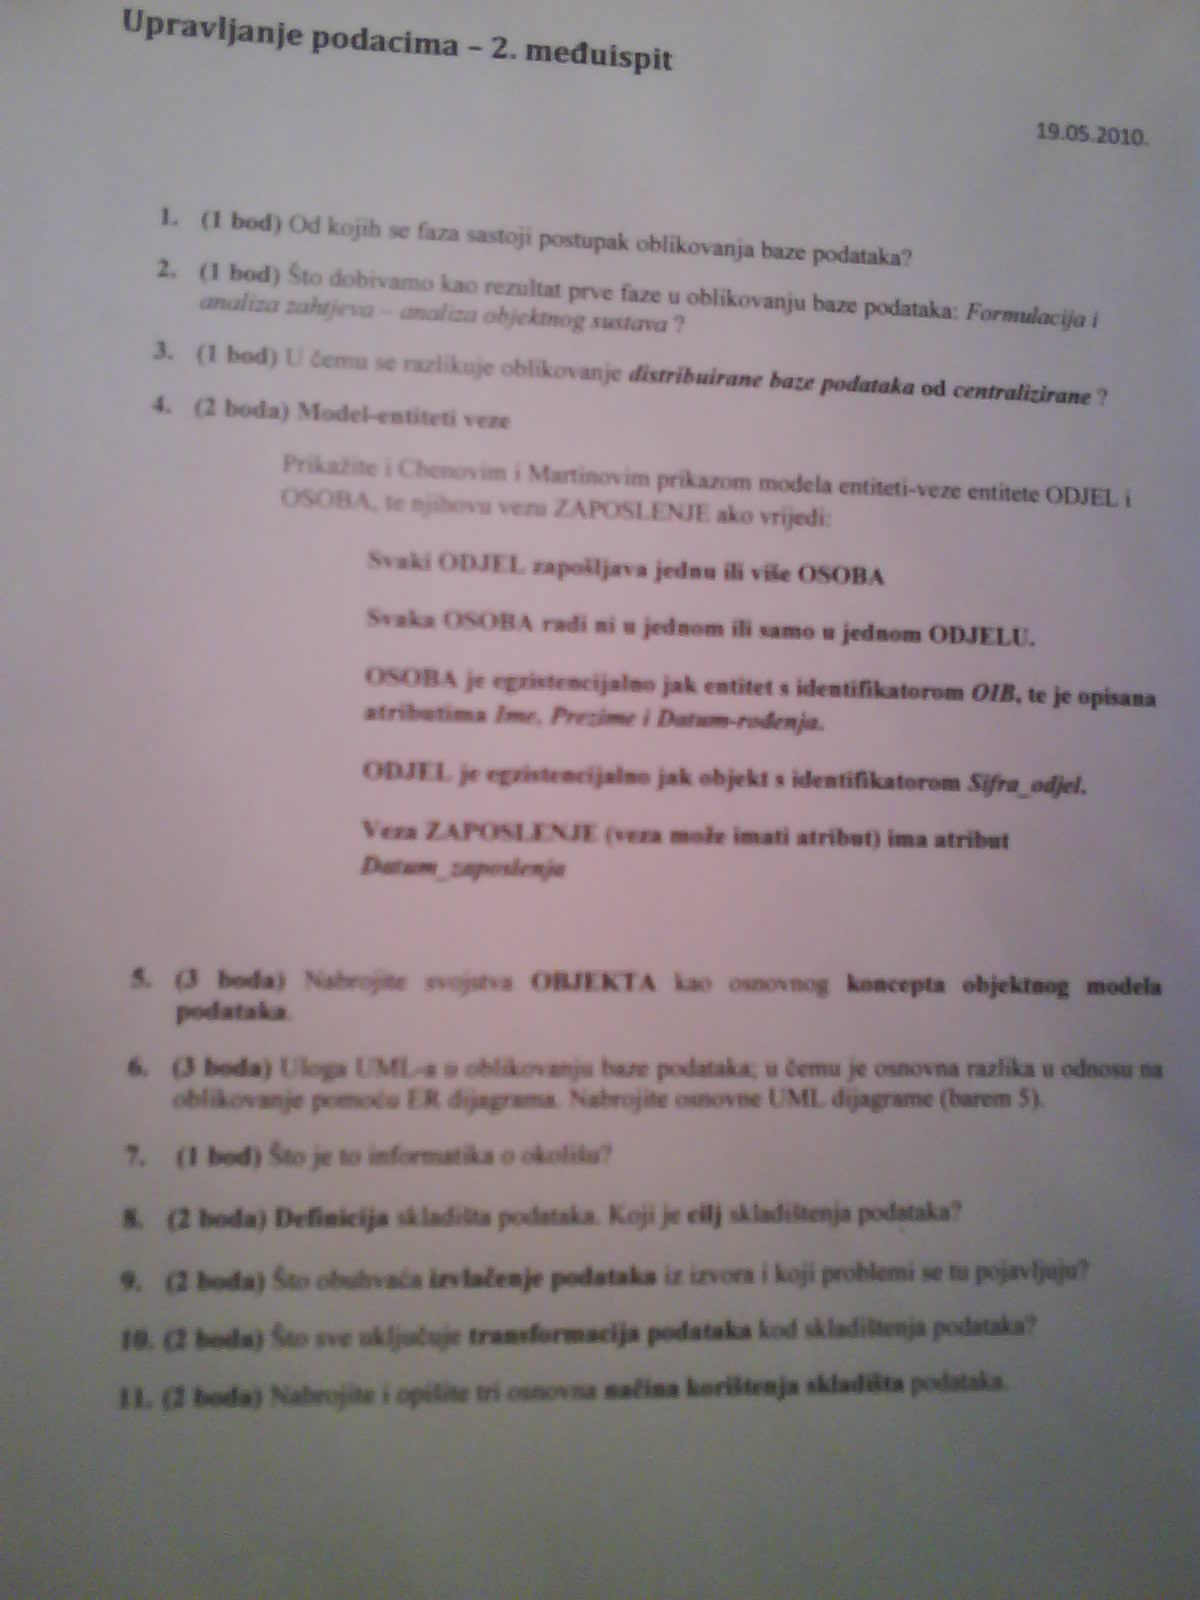 Upravljanje podacima – 2. međuispit
19.05.2010.
1. (1 bod) Od kojih se faza sastoji postupak oblikovanja baze podataka?
2. (1 bod) Što dobivamo kao rezultat prve faze u oblikovanju baze podataka: Formulacija i
analiza zahtjeva – analiza objektnog sustava ?
3. (1 bod) U čemu se razlikuje oblikovanje distribuirane baze podataka od centralizirane ?
4. (2 boda) Model-entiteti veze
Prikažite i Chenovim i Martinovim prikazom modela entiteti-veze entitete ODJEL i
OSOBA, te njihovu vezu ZAPOSLENJE ako vrijedi:
Svaki ODJEL zapošljava jednu ili više OSOBA
Svaka OSOBA radi ni u jednom ili samo u jednom ODJELU.
OSOBA je egzistencijalno jak entitet s identifikatorom OIB, te je opisana
atributima Ime, Prezime i Datum-rođenja.
ODJEL je egzistencijalno jak objekt s identifikatorom Sifra_odjel.
Veza ZAPOSLENJE (veza može imati atribut) ima atribut
Datum_zaposlenja
5. (3 boda) Nabrojite svojstva OBJEKTA kao osnovnog koncepta objektnog modela
podataka.
6. (3 boda) Uloga UML-a u oblikovanju baze podataka; u čemu je osnovna razlika u odnosu na
oblikovanje pomoću ER dijagrama. Nabrojite osnovne UML dijagrame (barem 5).
7. (1 bod) Što je to informatika o okolišu?
8. (2 boda) Definicija skladišta podataka. Koji je cilj skladištenja podataka?
9. (2 boda) Što obuhvaća izvlačenje podataka iz izvora i koji problemi se tu pojavljuju?
10. (2 boda) Što sve uključuje transformacija podataka kod skladištenja podataka?
11. (2 boda) Nabrojite i opišite tri osnovna načina korištenja skladišta podataka.